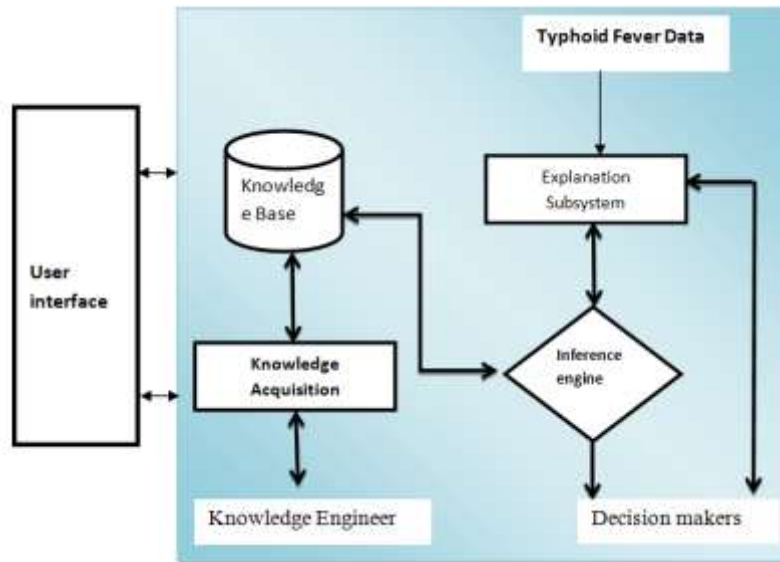 Typhoid Fever Data
Knowledg
e Base
Explanation
Subsystem
User
interface
Knowledge
Acquisition
Inference
engine
Knowledge Engineer
Decision makers